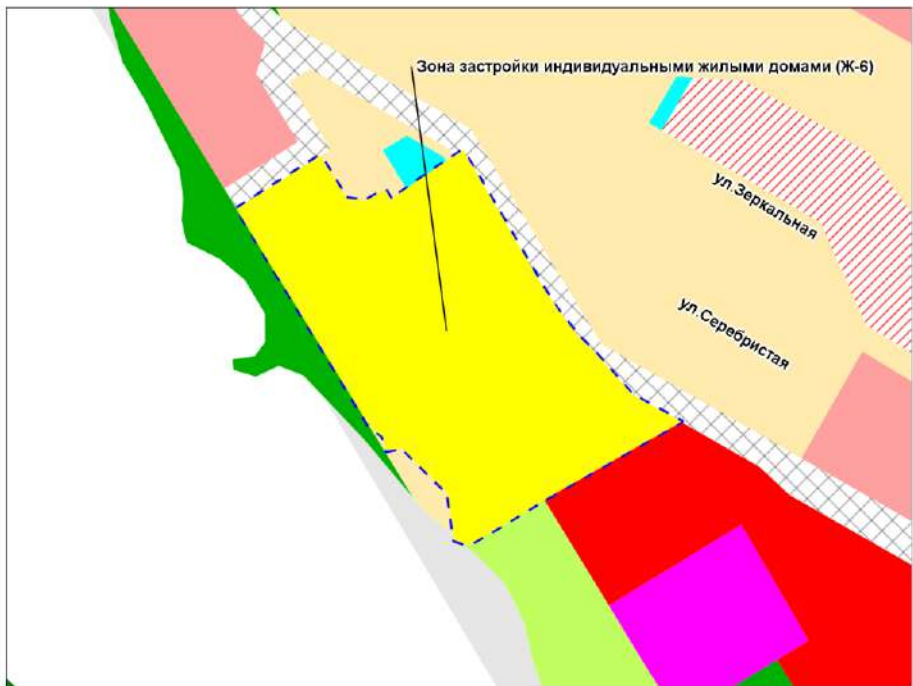 Зона застройки индивидуальными жилыми домами (Ж-6)
ул.Зеркальная
ул.Серебристая